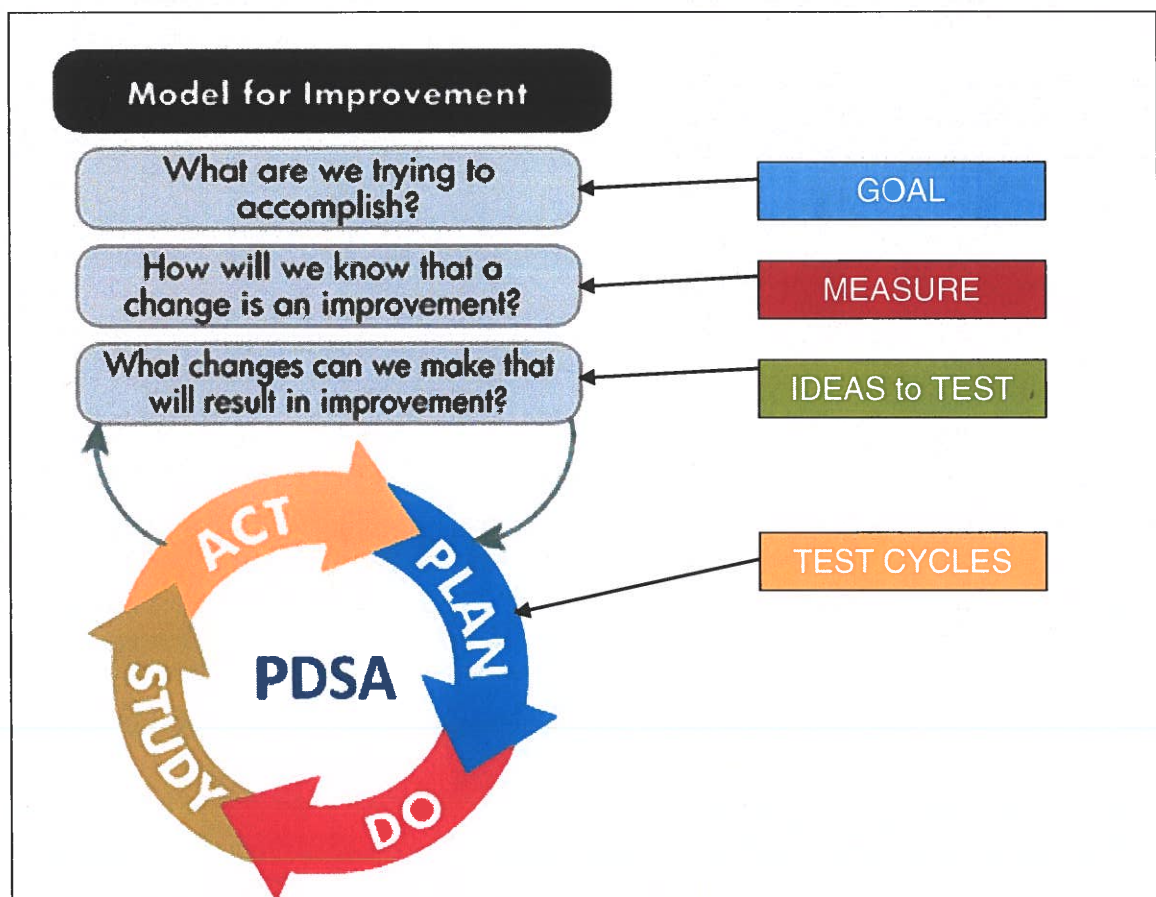 Model for Improvement
What are we trying to
accomplish?
GOAL
How will we know that a
change is an improvement?
MEASURE
What changes can we make that
will result in improvement?
IDEAS to TEST
ACT
PLAN
TEST CYCLES
PDSA
STUDY
DO